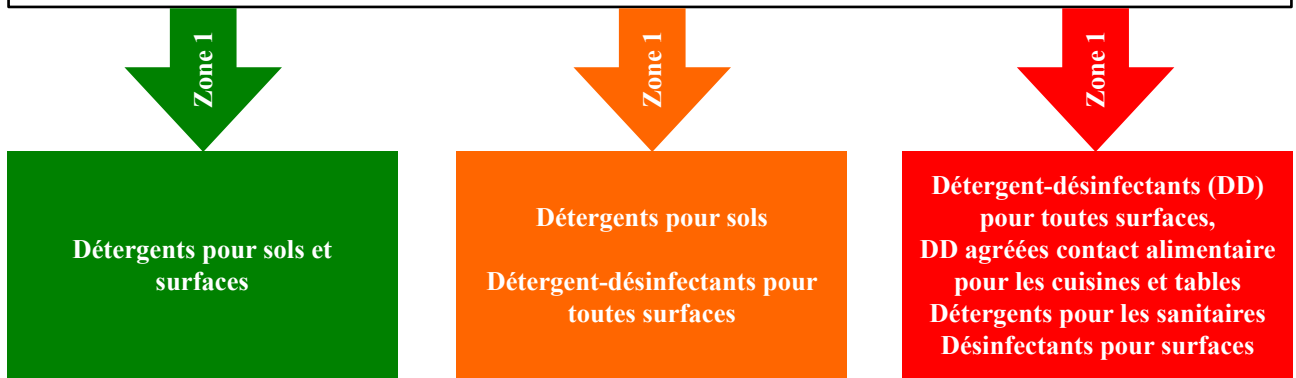 Zone 1
Détergents pour sols et
surfaces
Zone 1
Détergents pour sols
Détergent-désinfectants pour
toutes surfaces
Zone 1
Détergent-désinfectants (DD)
pour toutes surfaces,
DD agréées contact alimentaire
pour les cuisines et tables
Détergents pour les sanitaires
Désinfectants pour surfaces